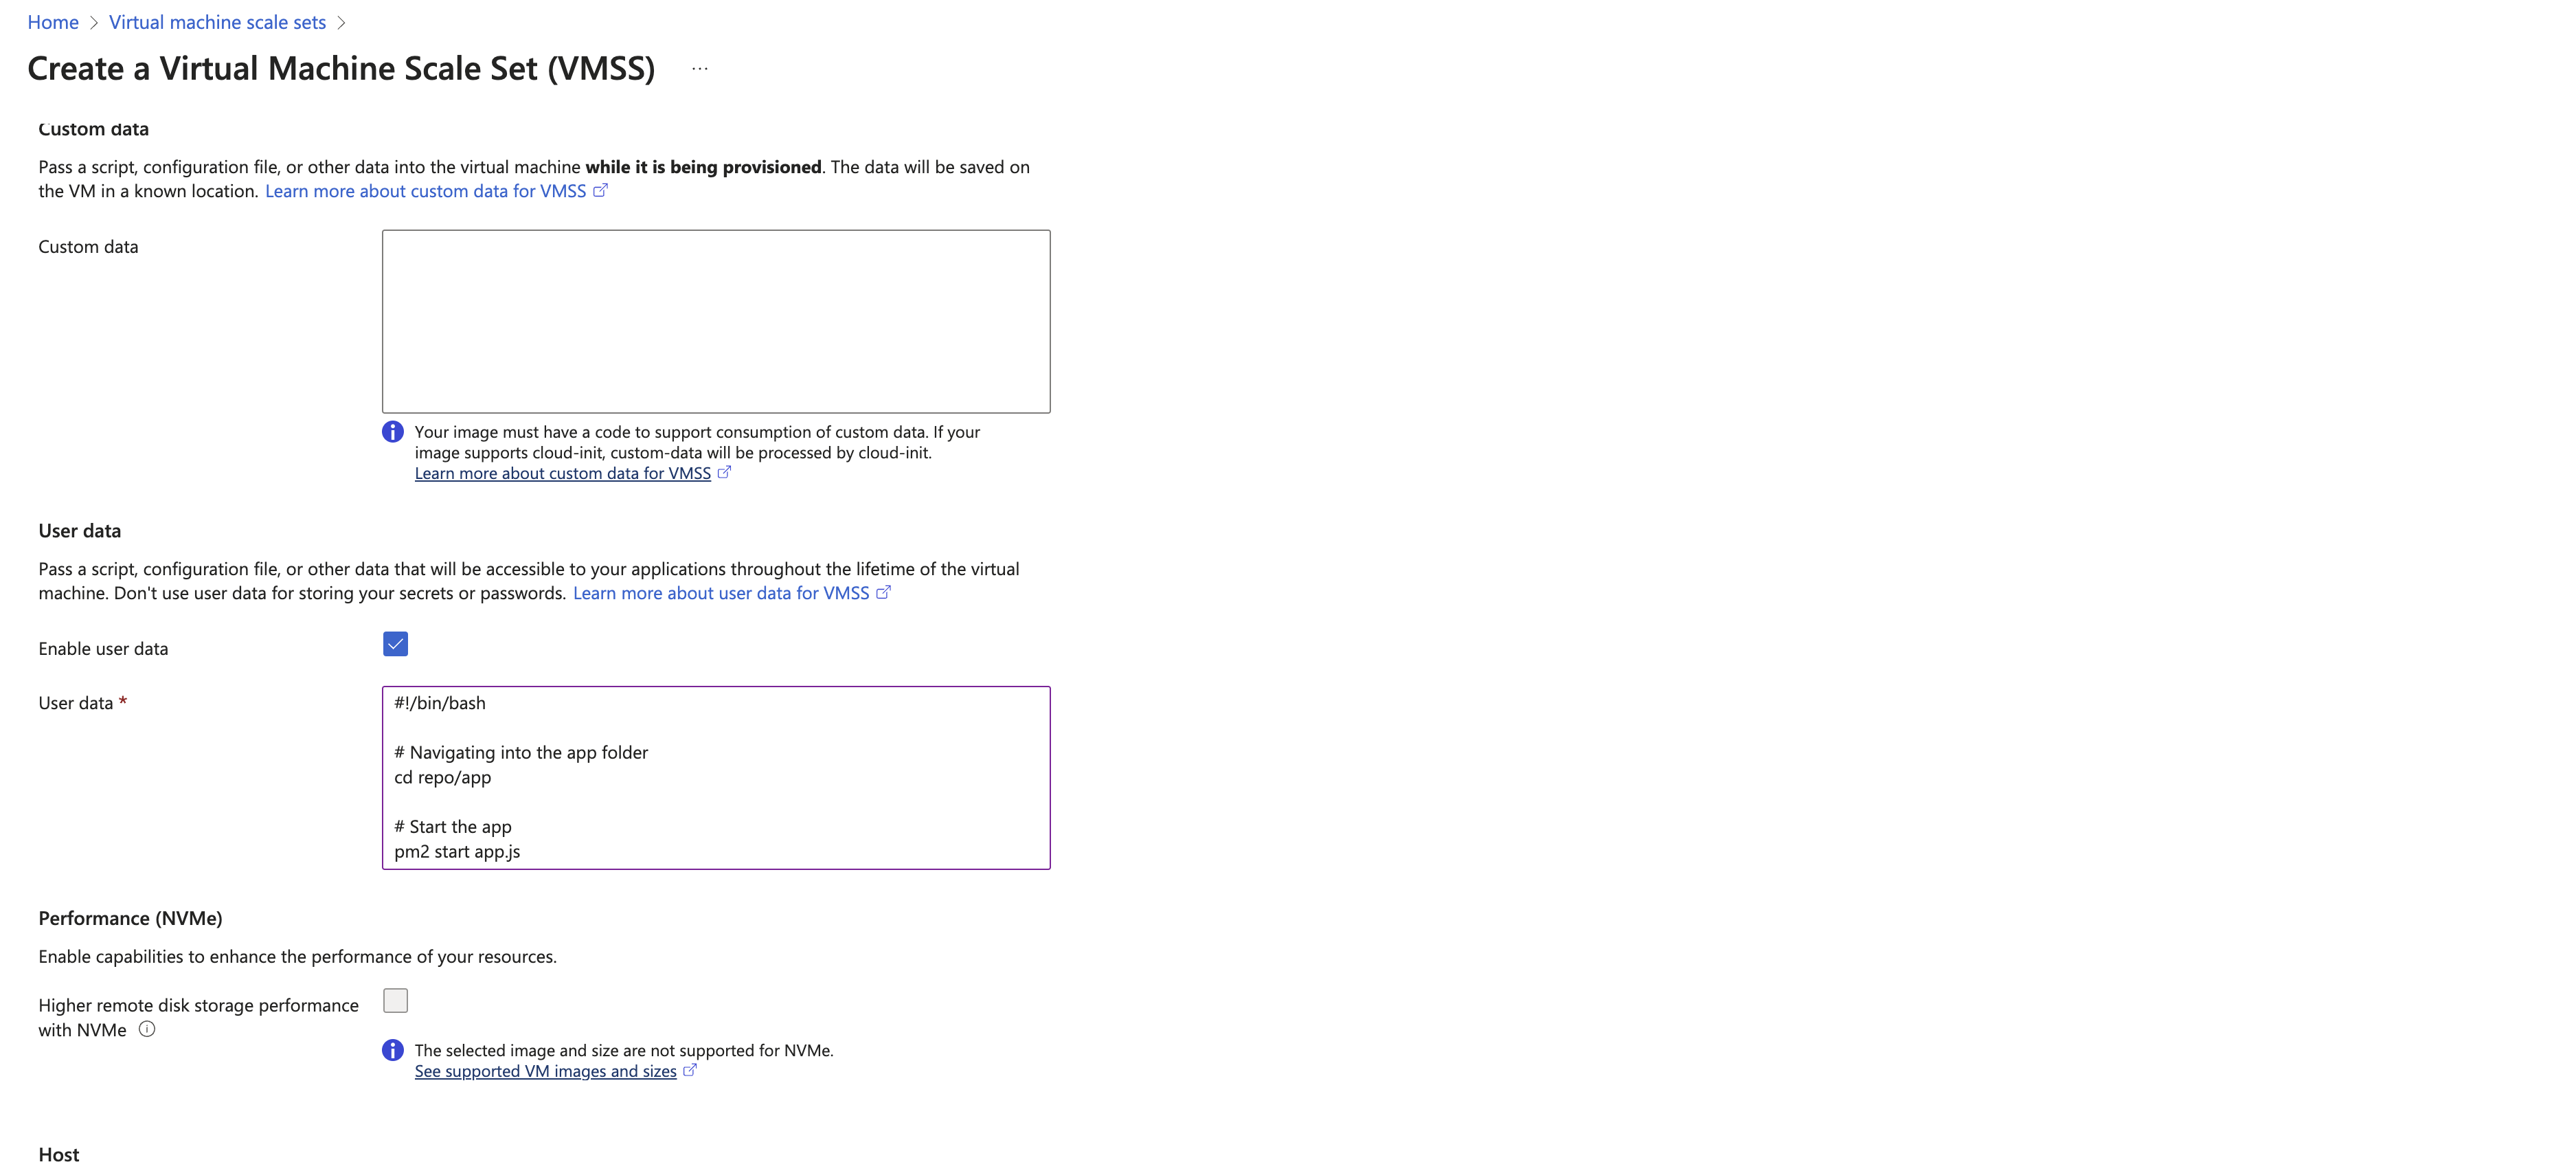 Home > Virtual machine scale sets >
Create a Virtual Machine Scale Set (VMSS) ...
Custom data
Pass a script, configuration file, or other data into the virtual machine while it is being provisioned. The data will be saved on
the VM in a known location. Learn more about custom data for VMSS
Custom data
Your image must have a code to support consumption of custom data. If your
image supports cloud-init, custom-data will be processed by cloud-init.
Learn more about custom data for VMSS
User data
Pass a script, configuration file, or other data that will be accessible to your applications throughout the lifetime of the virtual
machine. Don't use user data for storing your secrets or passwords. Learn more about user data for VMSS
Enable user data
User data *
#!/bin/bash
# Navigating into the app folder
cd repo/app
# Start the app
pm2 start app.js
Performance (NVMe)
Enable capabilities to enhance the performance of your resources.
Higher remote disk storage performance
with NVMe
The selected image and size are not supported for NVMe.
See supported VM images and sizes
Host